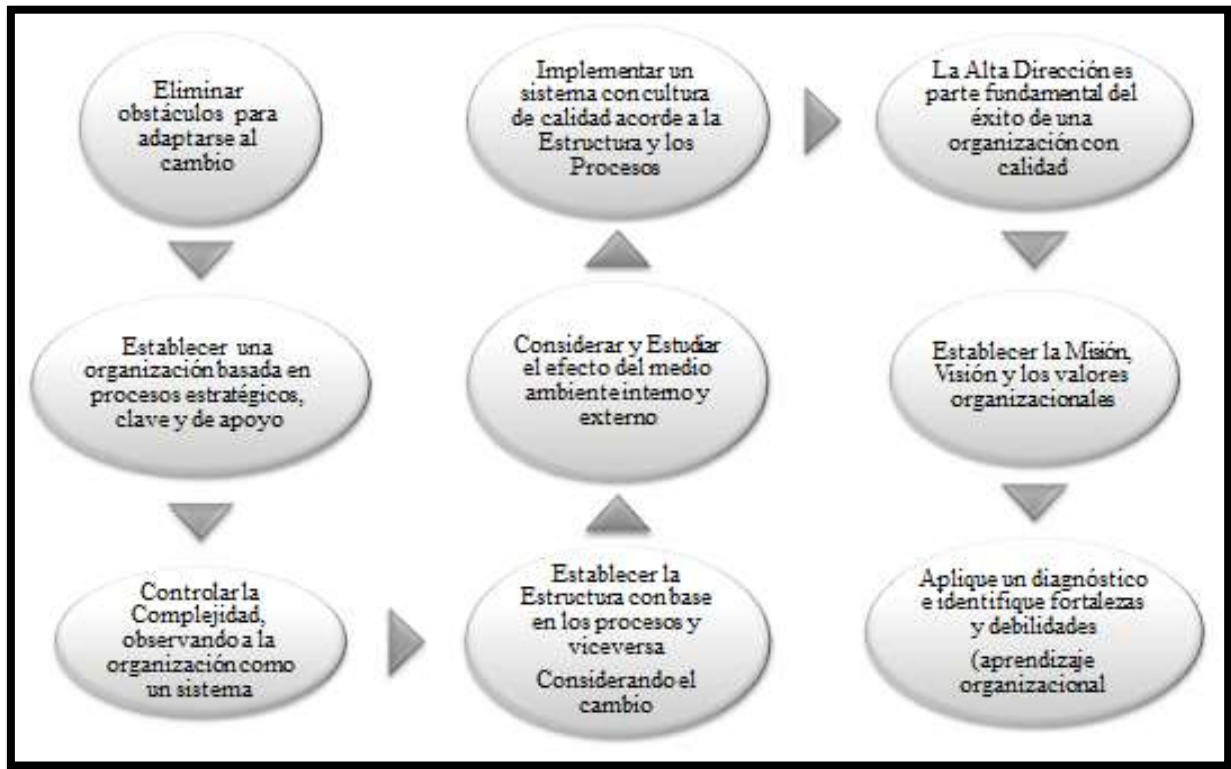 Eliminar
obstáculos para
adaptarse al
cambio
Establecer una
organización basada en
procesos estratégicos,
clave y de apoyo
Controlar la
Complejidad,
observando a la
organización como
un sistema
Establecer la
Estructura con base
en los procesos y
viceversa
Considerando el
cambio
Considerar y Estudiar
el efecto del medio
ambiente interno y
externo
Implementar un
sistema con cultura
de calidad acorde a la
Estructura y los
Procesos
La Alta Dirección es
parte fundamental del
éxito de una
organización con
calidad
Establecer la Misión,
Visión y los valores
organizacionales
Aplique un diagnóstico
e identifique fortalezas
y debilidades
(aprendizaje
organizacional